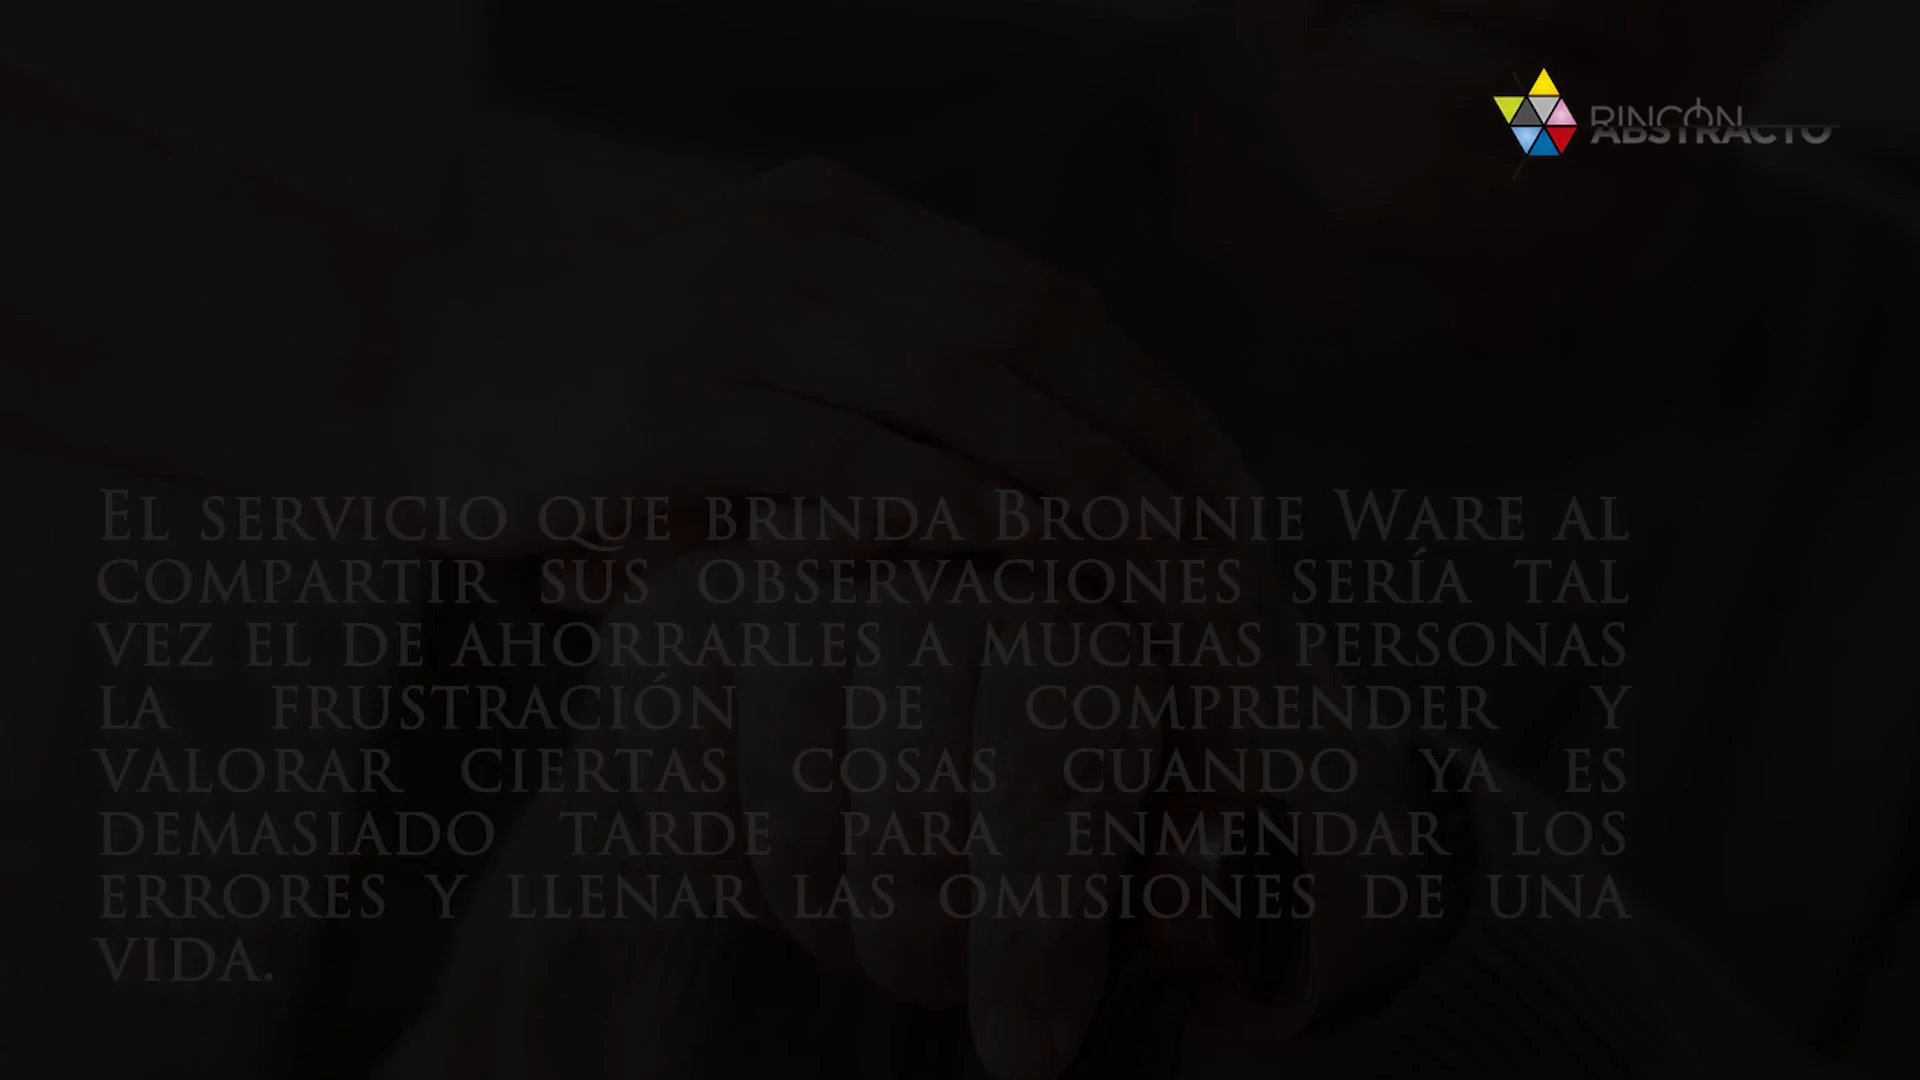 RINCÓN
ABSTRACTO
El servicio que brinda Bronnie Ware al
compartir sus observaciones sería tal
vez el de ahorrarles a muchas personas
la frustración de comprender y
valorar ciertas cosas cuando ya es
demasiado tarde para enmendar los
errores y llenar las omisiones de una
vida.